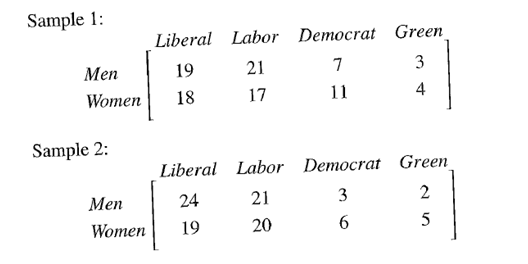 Sample 1:
Liberal Labor Democrat Green
Men 19 21 7 3
Women 18 17 11 4
Sample 2:
Liberal Labor Democrat Green
Men 24 21 3 2
Women 19 20 6 5